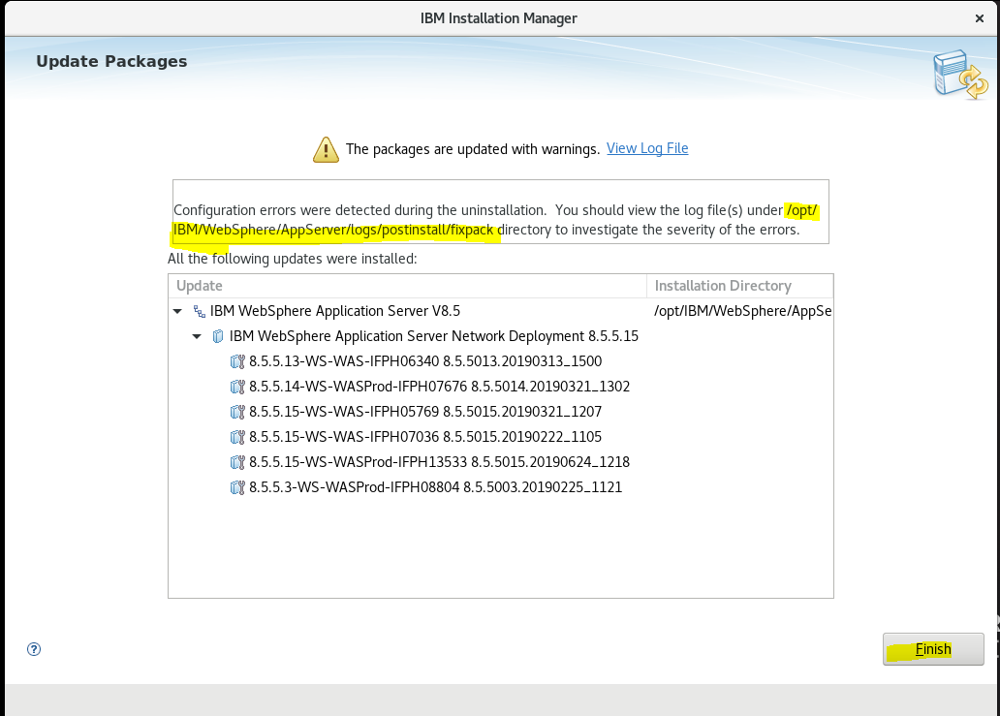 IBM Installation Manager
Update Packages
The packages are updated with warnings. View Log File
Configuration errors were detected during the uninstallation. You should view the log file(s) under /opt/
IBM/WebSphere/AppServer/logs/postinstall/fixpack directory to investigate the severity of the errors.
All the following updates were installed:
Update Installation Directory
IBM WebSphere Application Server V8.5 /opt/IBM/WebSphere/AppSe
IBM WebSphere Application Server Network Deployment 8.5.5.15
8.5.5.13-WS-WAS-IFPH06340 8.5.5013.20190313_1500
8.5.5.14-WS-WASProd-IFPH07676 8.5.5014.20190321_1302
8.5.5.15-WS-WAS-IFPH05769 8.5.5015.20190321_1207
8.5.5.15-WS-WAS-IFPH07036 8.5.5015.20190222_1105
8.5.5.15-WS-WASProd-IFPH13533 8.5.5015.20190624_1218
8.5.5.3-WS-WASProd-IFPH08804 8.5.5003.20190225_1121
Finish